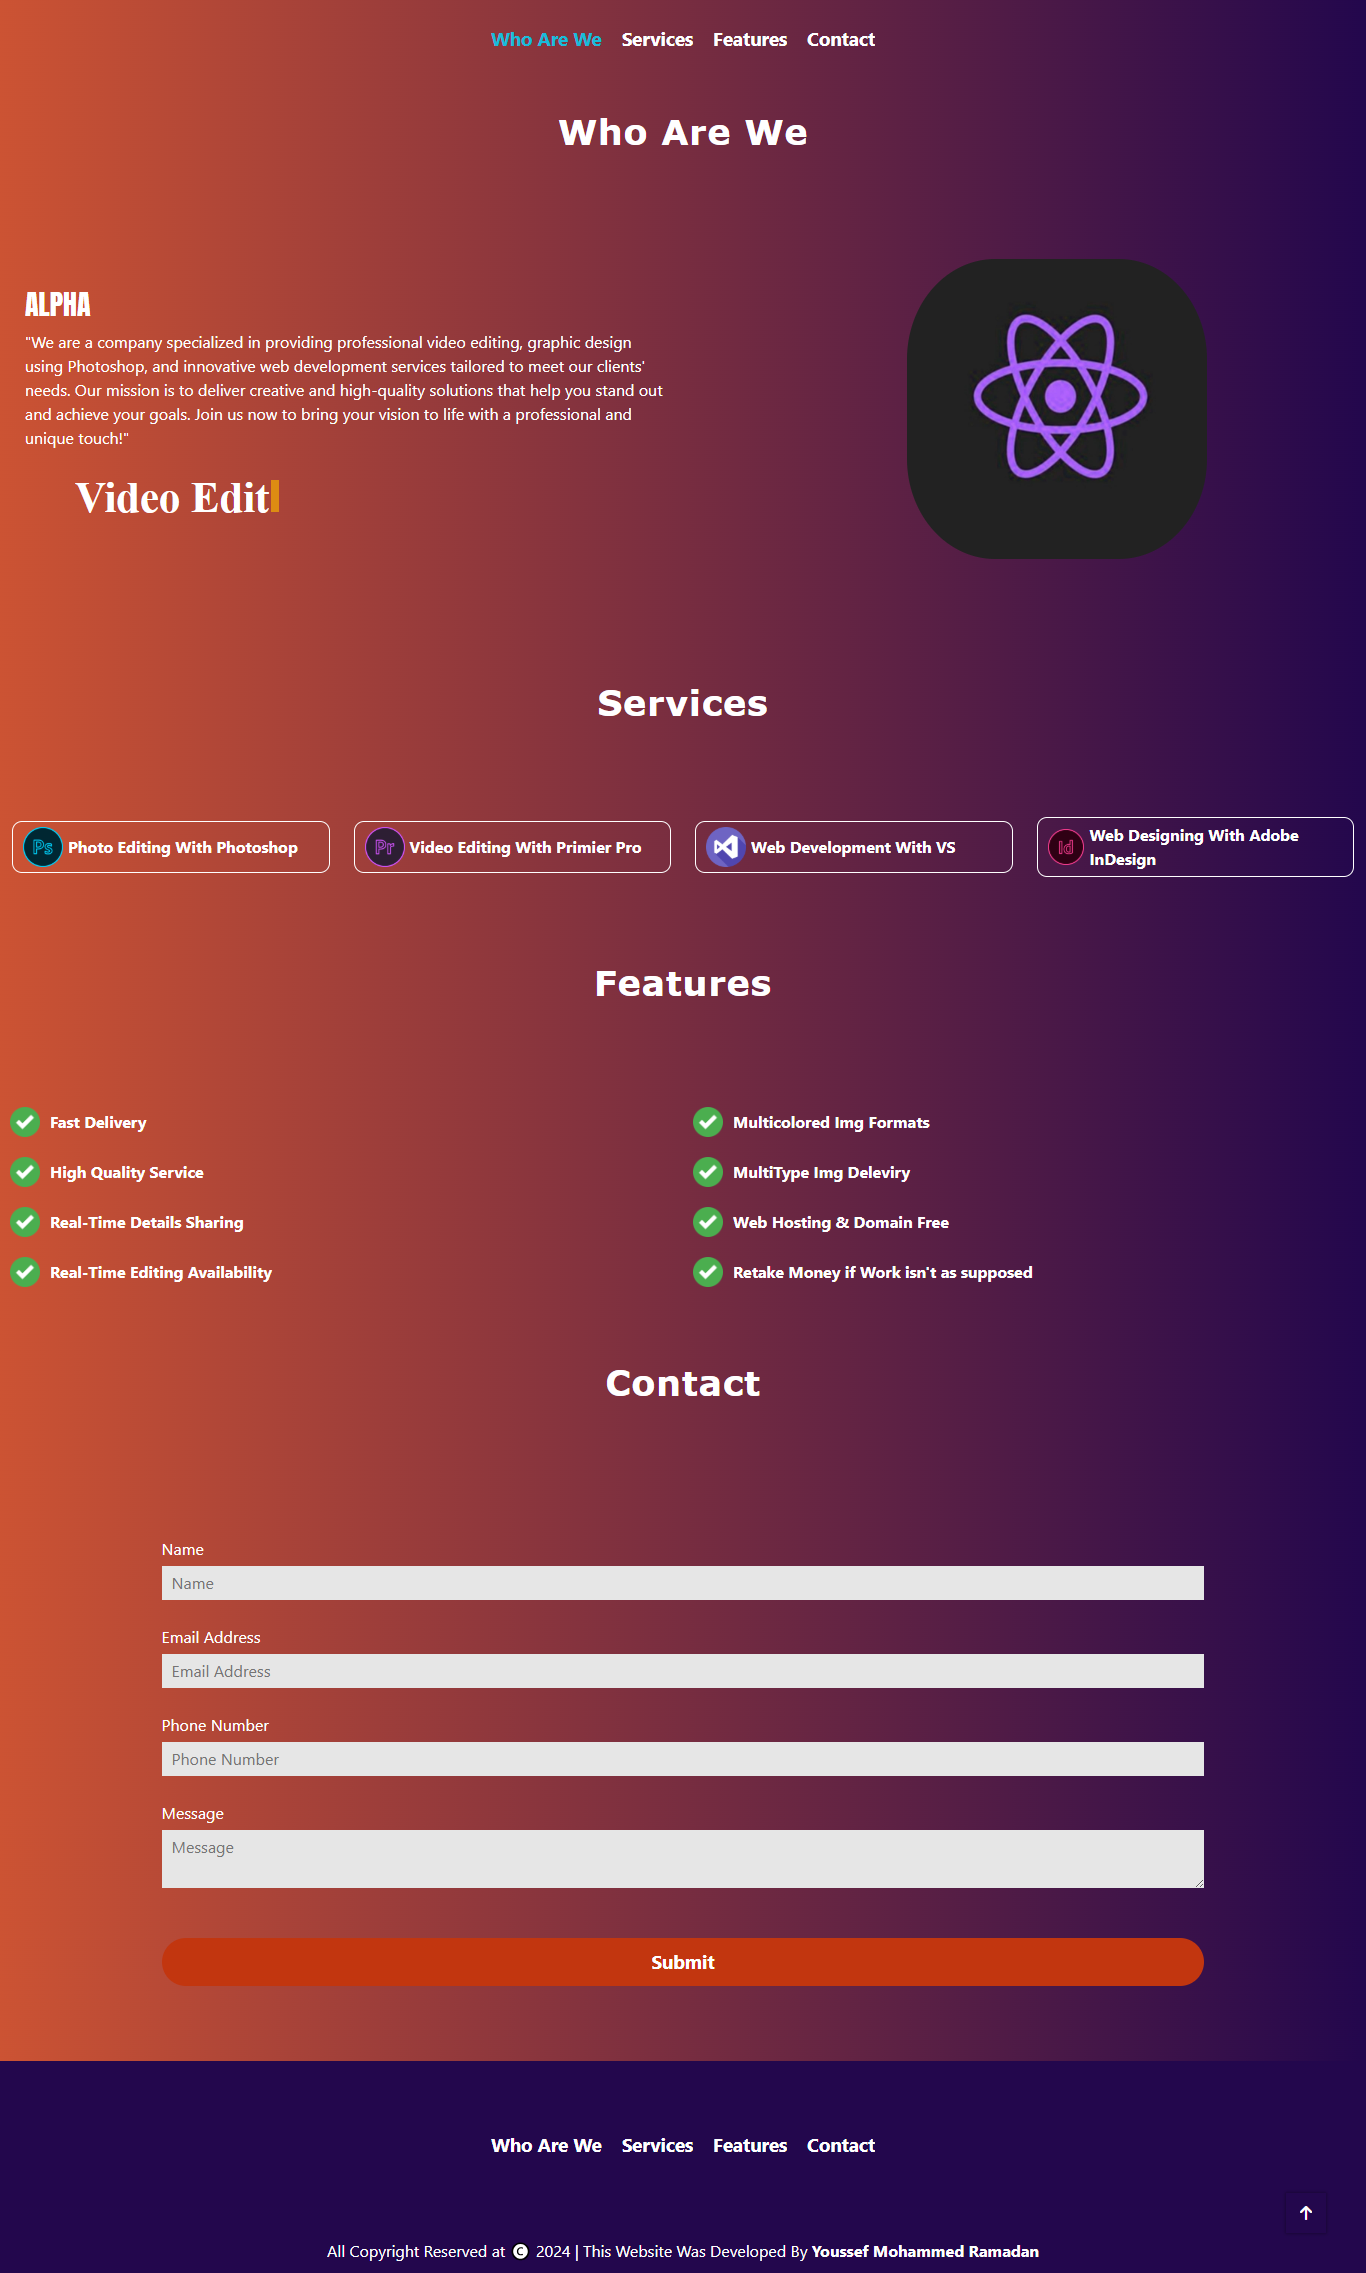 Who Are We Services Features Contact
Who Are We
ALPHA
"We are a company specialized in providing professional video editing, graphic design
using Photoshop, and innovative web development services tailored to meet our clients'
needs. Our mission is to deliver creative and high-quality solutions that help you stand out
and achieve your goals. Join us now to bring your vision to life with a professional and
unique touch!"
Video Edit
Services
Ps Photo Editing With Photoshop
Pr Video Editing With Primier Pro
Web Development With VS
Id Web Designing With Adobe
InDesign
Features
Fast Delivery
High Quality Service
Real-Time Details Sharing
Real-Time Editing Availability
Multicolored Img Formats
MultiType Img Deleviry
Web Hosting & Domain Free
Retake Money if Work isn't as supposed
Contact
Name
Name
Email Address
Email Address
Phone Number
Phone Number
Message
Message
Submit
Who Are We Services Features Contact
All Copyright Reserved at © 2024 | This Website Was Developed By Youssef Mohammed Ramadan